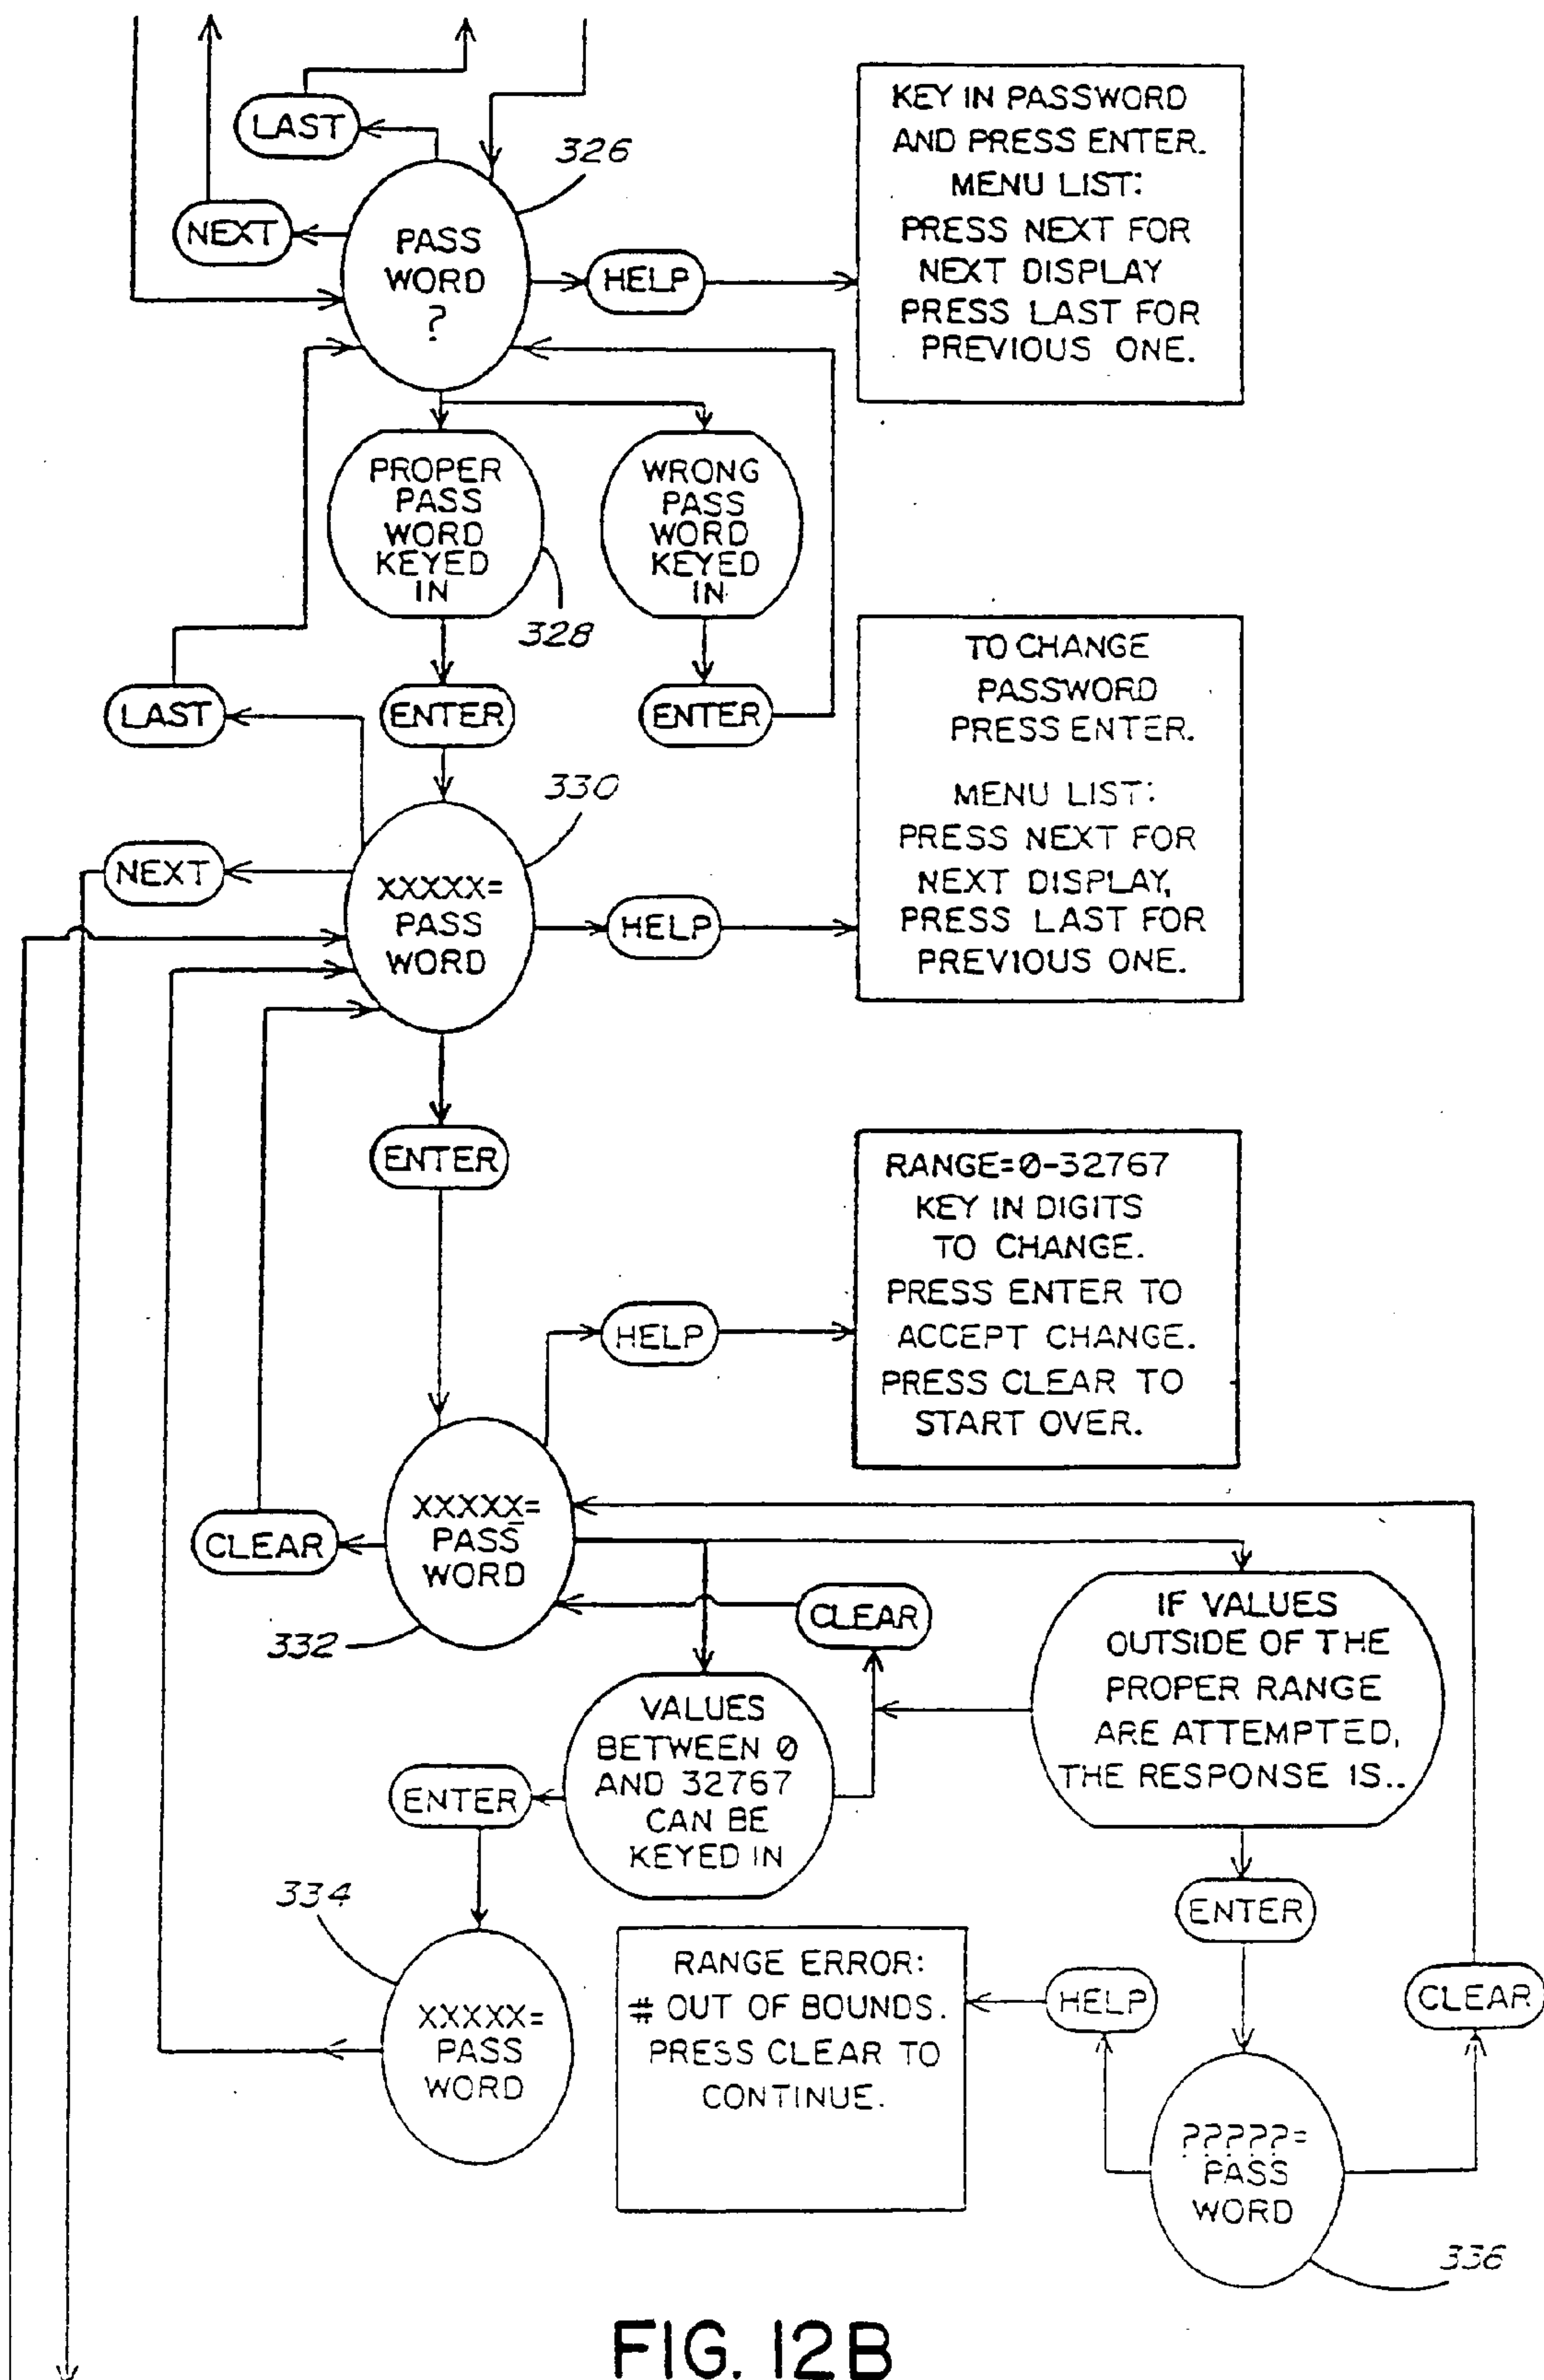 LAST
326
NEXT
PASS
WORD
?
HELP
KEY IN PASSWORD
AND PRESS ENTER.
MENU LIST:
PRESS NEXT FOR
NEXT DISPLAY
PRESS LAST FOR
PREVIOUS ONE.
PROPER
PASS
WORD
KEYED
IN
328
WRONG
PASS
WORD
KEYED
IN
LAST
ENTER
ENTER
TO CHANGE
PASSWORD
PRESS ENTER.
MENU LIST:
PRESS NEXT FOR
NEXT DISPLAY,
PRESS LAST FOR
PREVIOUS ONE.
330
NEXT
XXXXX=
PASS
WORD
HELP
ENTER
RANGE=0-32767
KEY IN DIGITS
TO CHANGE.
PRESS ENTER TO
ACCEPT CHANGE.
PRESS CLEAR TO
START OVER.
HELP
CLEAR
XXXXX=
PASS
WORD
332
CLEAR
IF VALUES
OUTSIDE OF THE
PROPER RANGE
ARE ATTEMPTED,
THE RESPONSE IS..
VALUES
BETWEEN 0
AND 32767
CAN BE
KEYED IN
ENTER
334
XXXXX=
PASS
WORD
ENTER
RANGE ERROR:
# OUT OF BOUNDS.
PRESS CLEAR TO
CONTINUE.
HELP
CLEAR
?????=
PASS
WORD
336
FIG. 12B